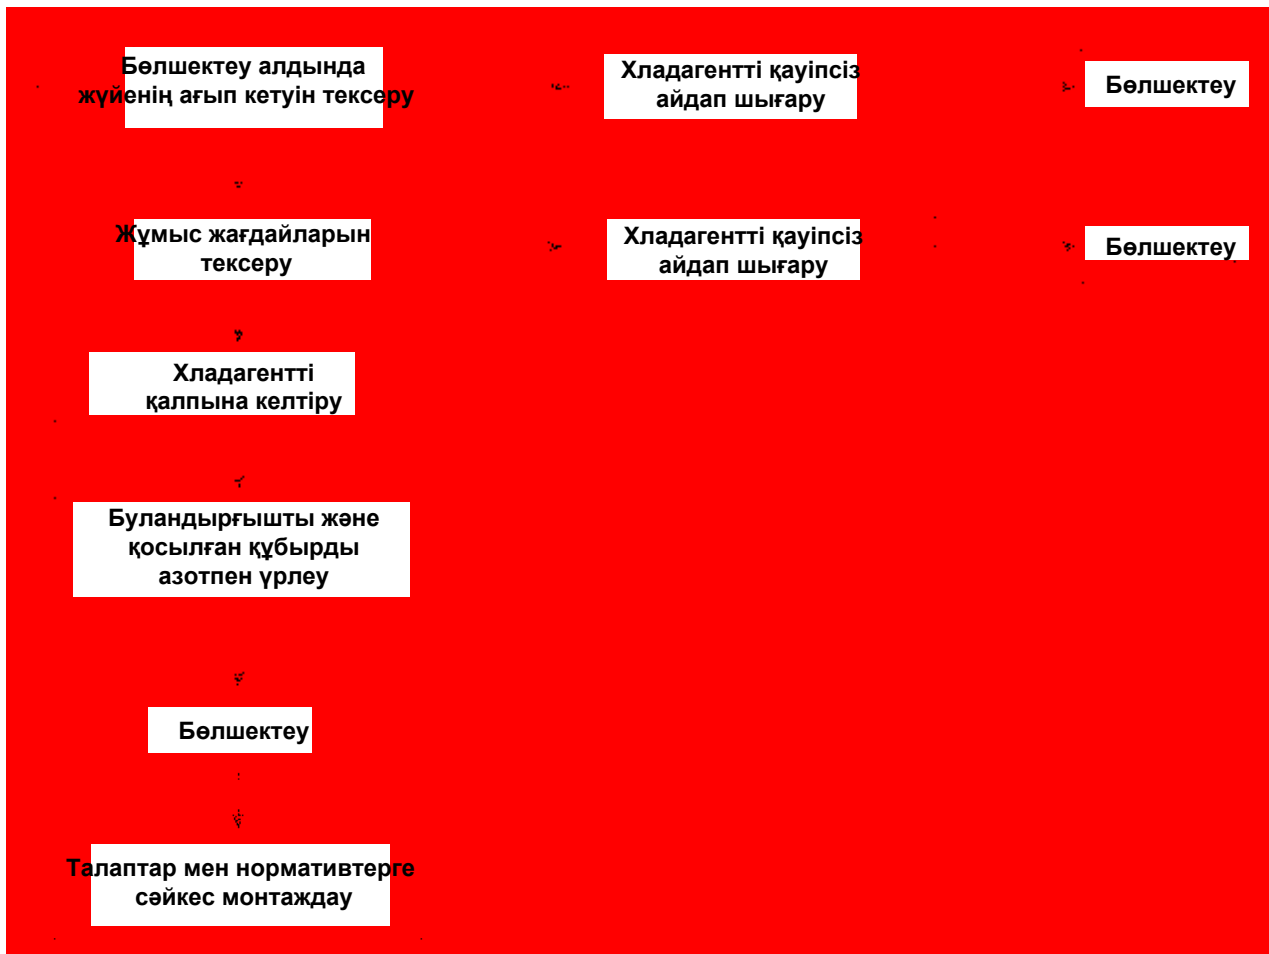 Бөлшектеу алдында
жүйенің ағып кетуін тексеру
Хладагентті қауіпсіз
айдап шығару
Бөлшектеу
Жұмыс жағдайларын
тексеру
Хладагентті қауіпсіз
айдап шығару
Бөлшектеу
Хладагентті
қалпына келтіру
Буландырғышты және
қосылған құбырды
азотпен үрлеу
Бөлшектеу
Талаптар мен нормативтерге
сәйкес монтаждау